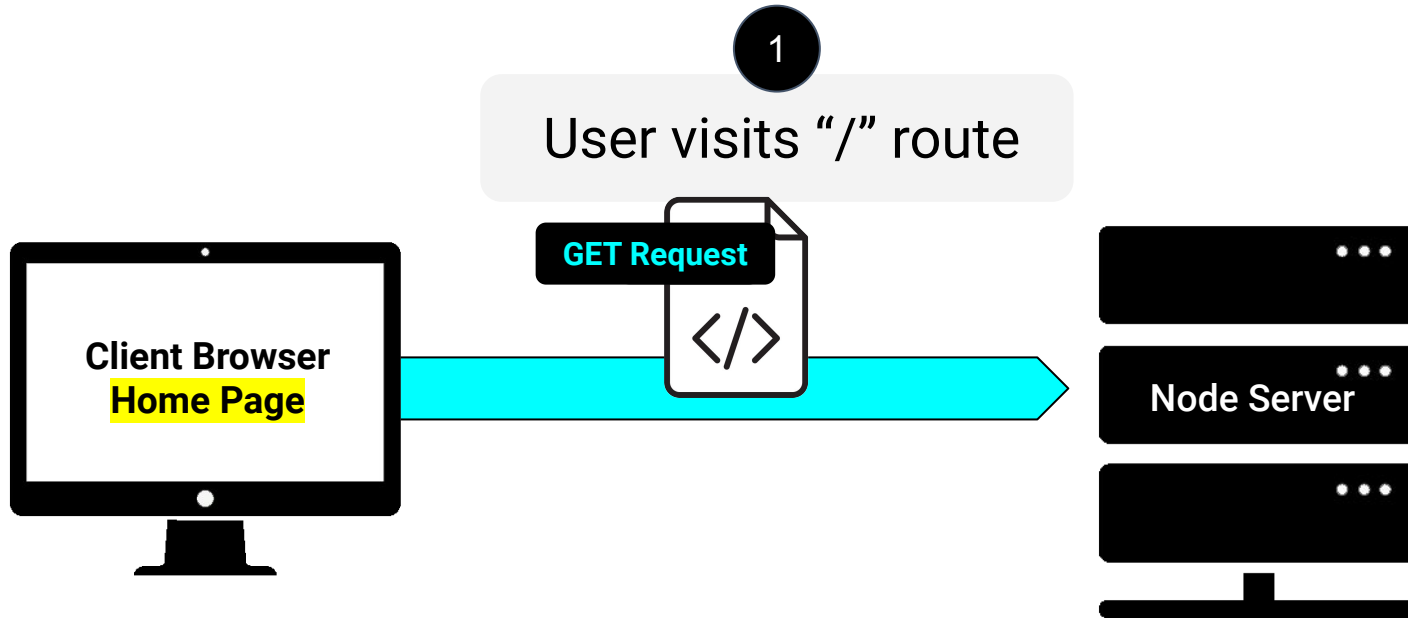 1
User visits “/” route
GET Request
</>
Client Browser
Home Page
Node Server